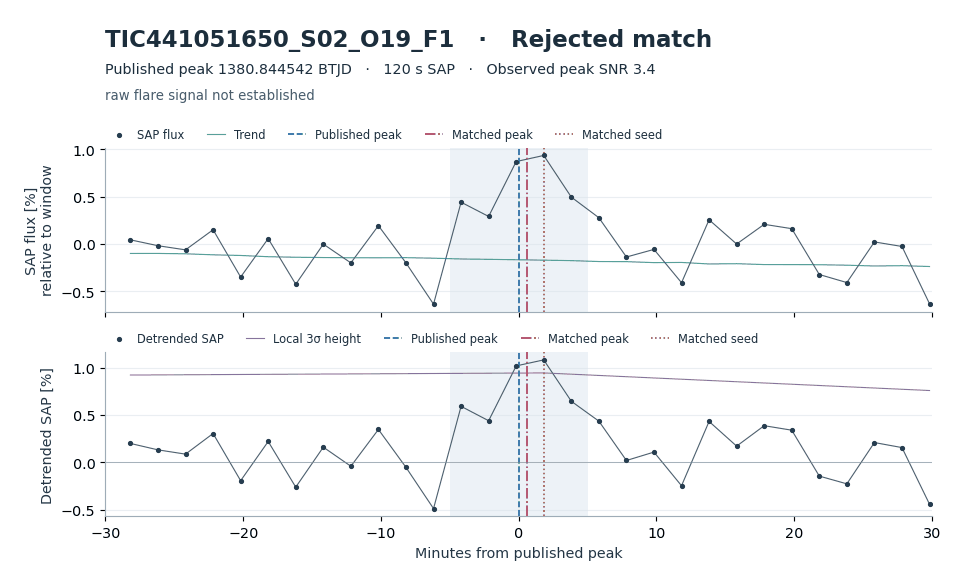 TIC441051650_S02_O19_F1 · Rejected match
Published peak 1380.844542 BTJD · 120 s SAP · Observed peak SNR 3.4
raw flare signal not established
SAP flux Trend Published peak Matched peak Matched seed
SAP flux [%]
relative to window
1.0
0.5
0.0
−0.5
Detrended SAP Local 3σ height Published peak Matched peak Matched seed
Detrended SAP [%]
1.0
0.5
0.0
−0.5
−30 −20 −10 0 10 20 30
Minutes from published peak